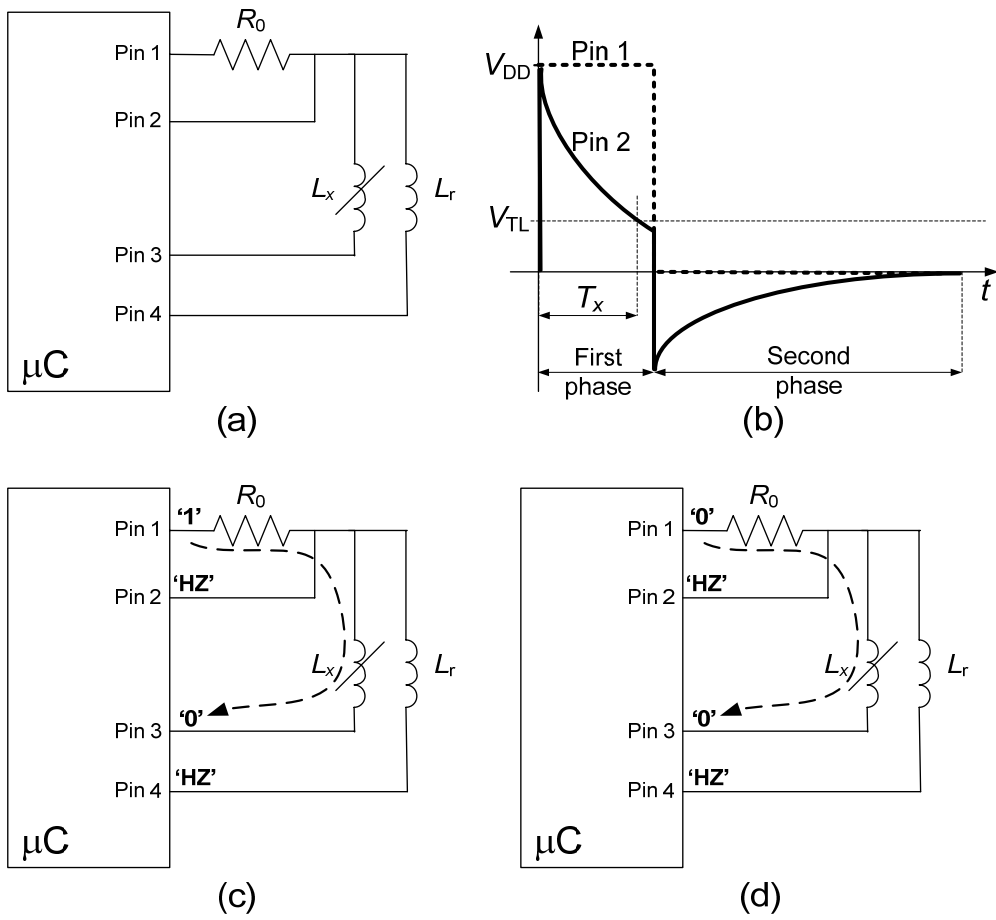 R0
Pin 1
Pin 2
Lx
Lr
Pin 3
Pin 4
μC
(a)
VDD
Pin 1
Pin 2
VTL
t
Tx
First
phase
Second
phase
(b)
R0
Pin 1 ‘1’
Pin 2 ‘HZ’
Lx
Lr
Pin 3 ‘0’
Pin 4 ‘HZ’
μC
(c)
R0
Pin 1 ‘0’
Pin 2 ‘HZ’
Lx
Lr
Pin 3 ‘0’
Pin 4 ‘HZ’
μC
(d)